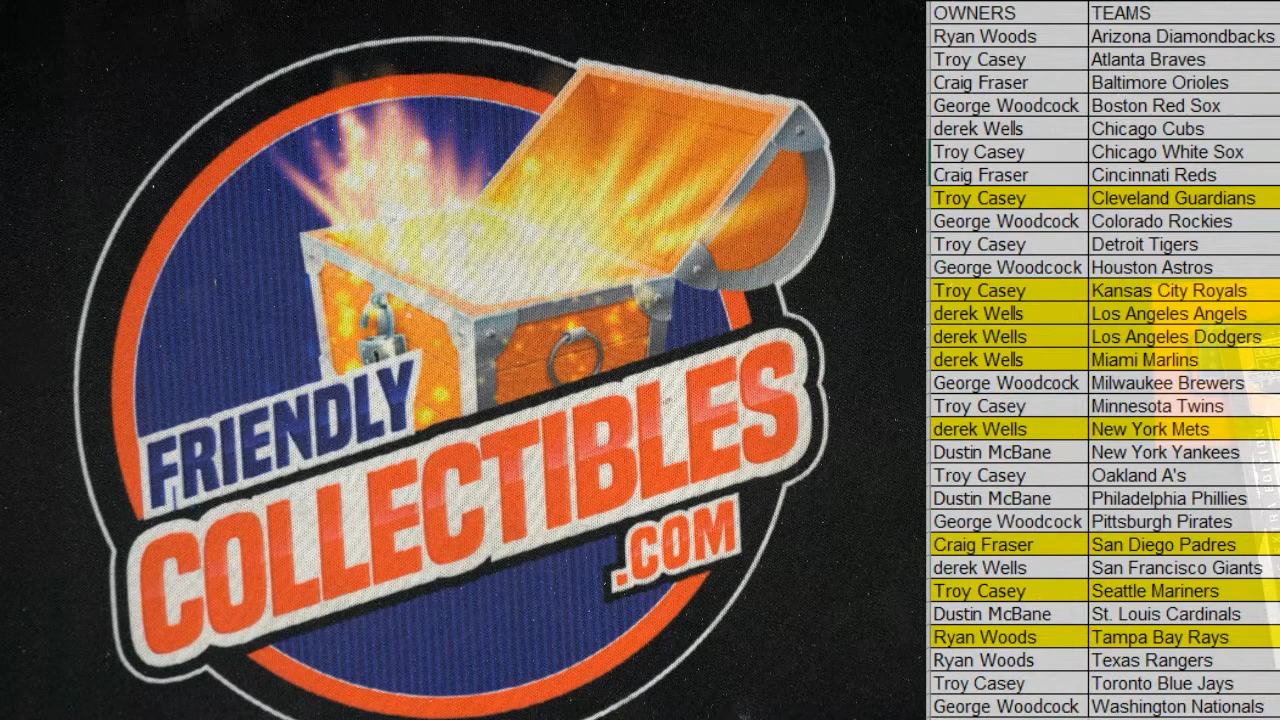 FRIENDLY
COLLECTIBLES
.COM
OWNERS TEAMS
Ryan Woods Arizona Diamondbacks
Troy Casey Atlanta Braves
Craig Fraser Baltimore Orioles
George Woodcock Boston Red Sox
derek Wells Chicago Cubs
Troy Casey Chicago White Sox
Craig Fraser Cincinnati Reds
Troy Casey Cleveland Guardians
George Woodcock Colorado Rockies
Troy Casey Detroit Tigers
George Woodcock Houston Astros
Troy Casey Kansas City Royals
derek Wells Los Angeles Angels
derek Wells Los Angeles Dodgers
derek Wells Miami Marlins
George Woodcock Milwaukee Brewers
Troy Casey Minnesota Twins
derek Wells New York Mets
Dustin McBane New York Yankees
Troy Casey Oakland A's
Dustin McBane Philadelphia Phillies
George Woodcock Pittsburgh Pirates
Craig Fraser San Diego Padres
derek Wells San Francisco Giants
Troy Casey Seattle Mariners
Dustin McBane St. Louis Cardinals
Ryan Woods Tampa Bay Rays
Ryan Woods Texas Rangers
Troy Casey Toronto Blue Jays
George Woodcock Washington Nationals
EDITION